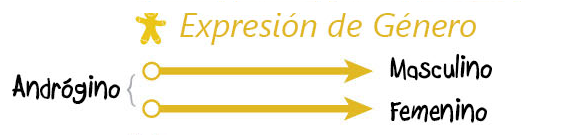 Expresión de Género
Masculino
Andrógino
Femenino